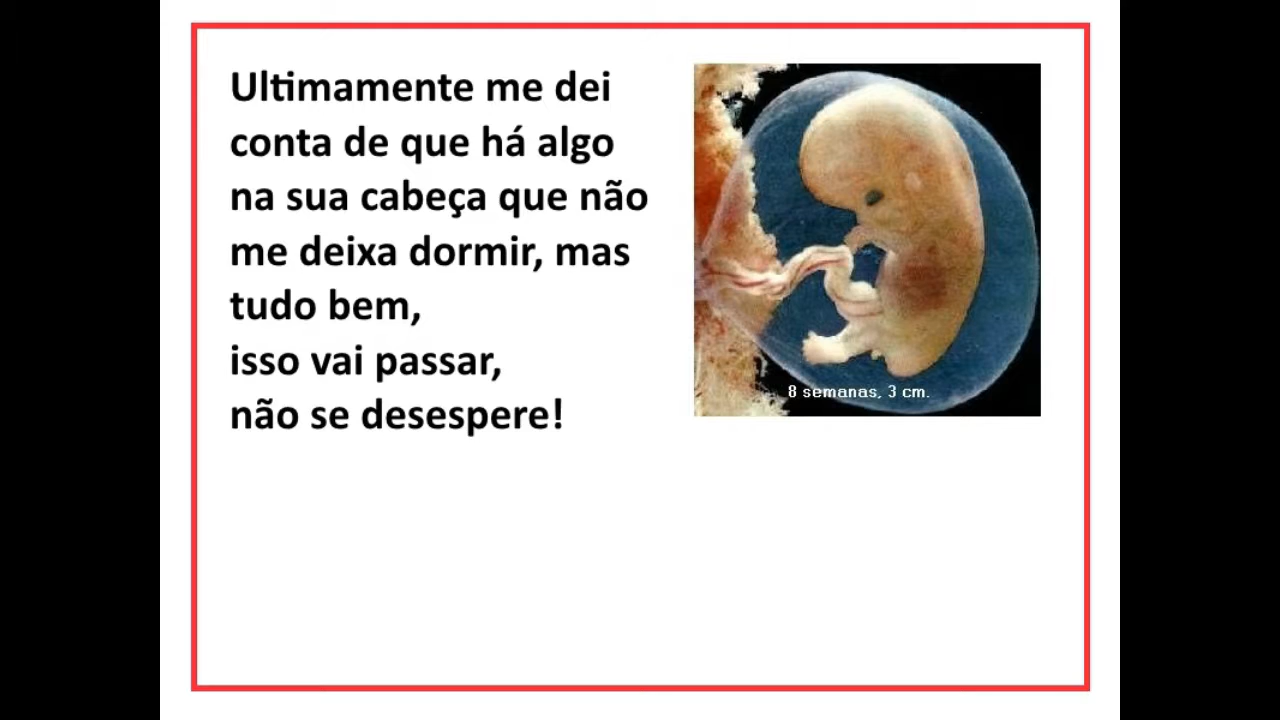 Ultimamente me dei
conta de que há algo
na sua cabeça que não
me deixa dormir, mas
tudo bem,
isso vai passar,
não se desespere!
8 semanas, 3 cm.